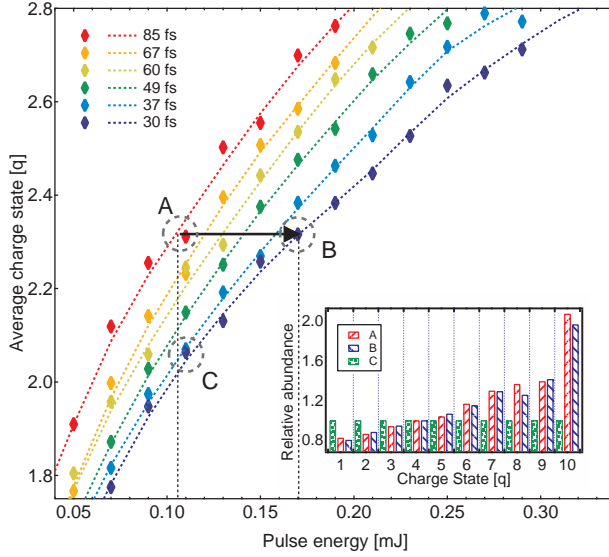 2.8
2.6
2.4
2.2
2.0
1.8
Average charge state [q]
85 fs
67 fs
60 fs
49 fs
37 fs
30 fs
A
B
C
0.05 0.10 0.15 0.20 0.25 0.30
Pulse energy [mJ]
2.0
1.6
1.2
0.8
Relative abundance
A
B
C
1 2 3 4 5 6 7 8 9 10
Charge State [q]